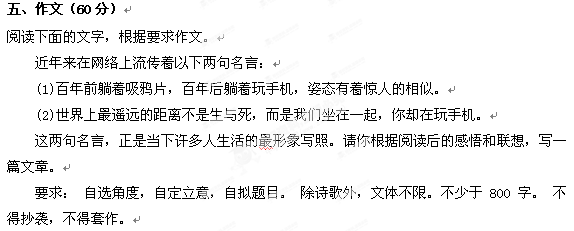 五、作文（60分）
阅读下面的文字，根据要求作文。
近年来在网络上流传着以下两句名言：
(1)百年前躺着吸鸦片，百年后躺着玩手机，姿态有着惊人的相似。
(2)世界上最遥远的距离不是生与死，而是我们坐在一起，你却在玩手机。
这两句名言，正是当下许多人生活的最形象写照。请你根据阅读后的感悟和联想，写一
篇文章。
要求： 自选角度，自定立意，自拟题目。 除诗歌外，文体不限。不少于 800 字。 不
得抄袭，不得套作。